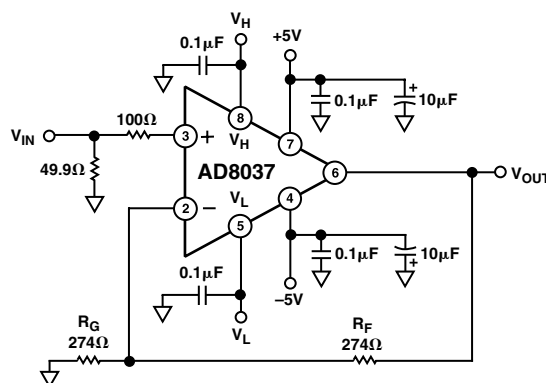 VH
0.1μF
+5V
0.1μF
10μF
+
VIN
100Ω
49.9Ω
3
+
8
VH
7
AD8037
6
VOUT
2
−
VL
5
4
0.1μF
10μF
+
0.1μF
−5V
VL
RG
274Ω
RF
274Ω